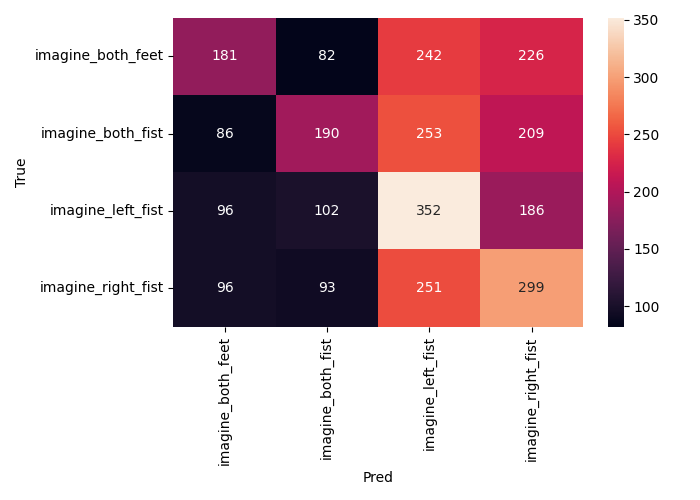 imagine_both_feet 181 82 242 226
imagine_both_fist 86 190 253 209
imagine_left_fist 96 102 352 186
imagine_right_fist 96 93 251 299
True
imagine_both_feet
imagine_both_fist
imagine_left_fist
imagine_right_fist
Pred
350
300
250
200
150
100